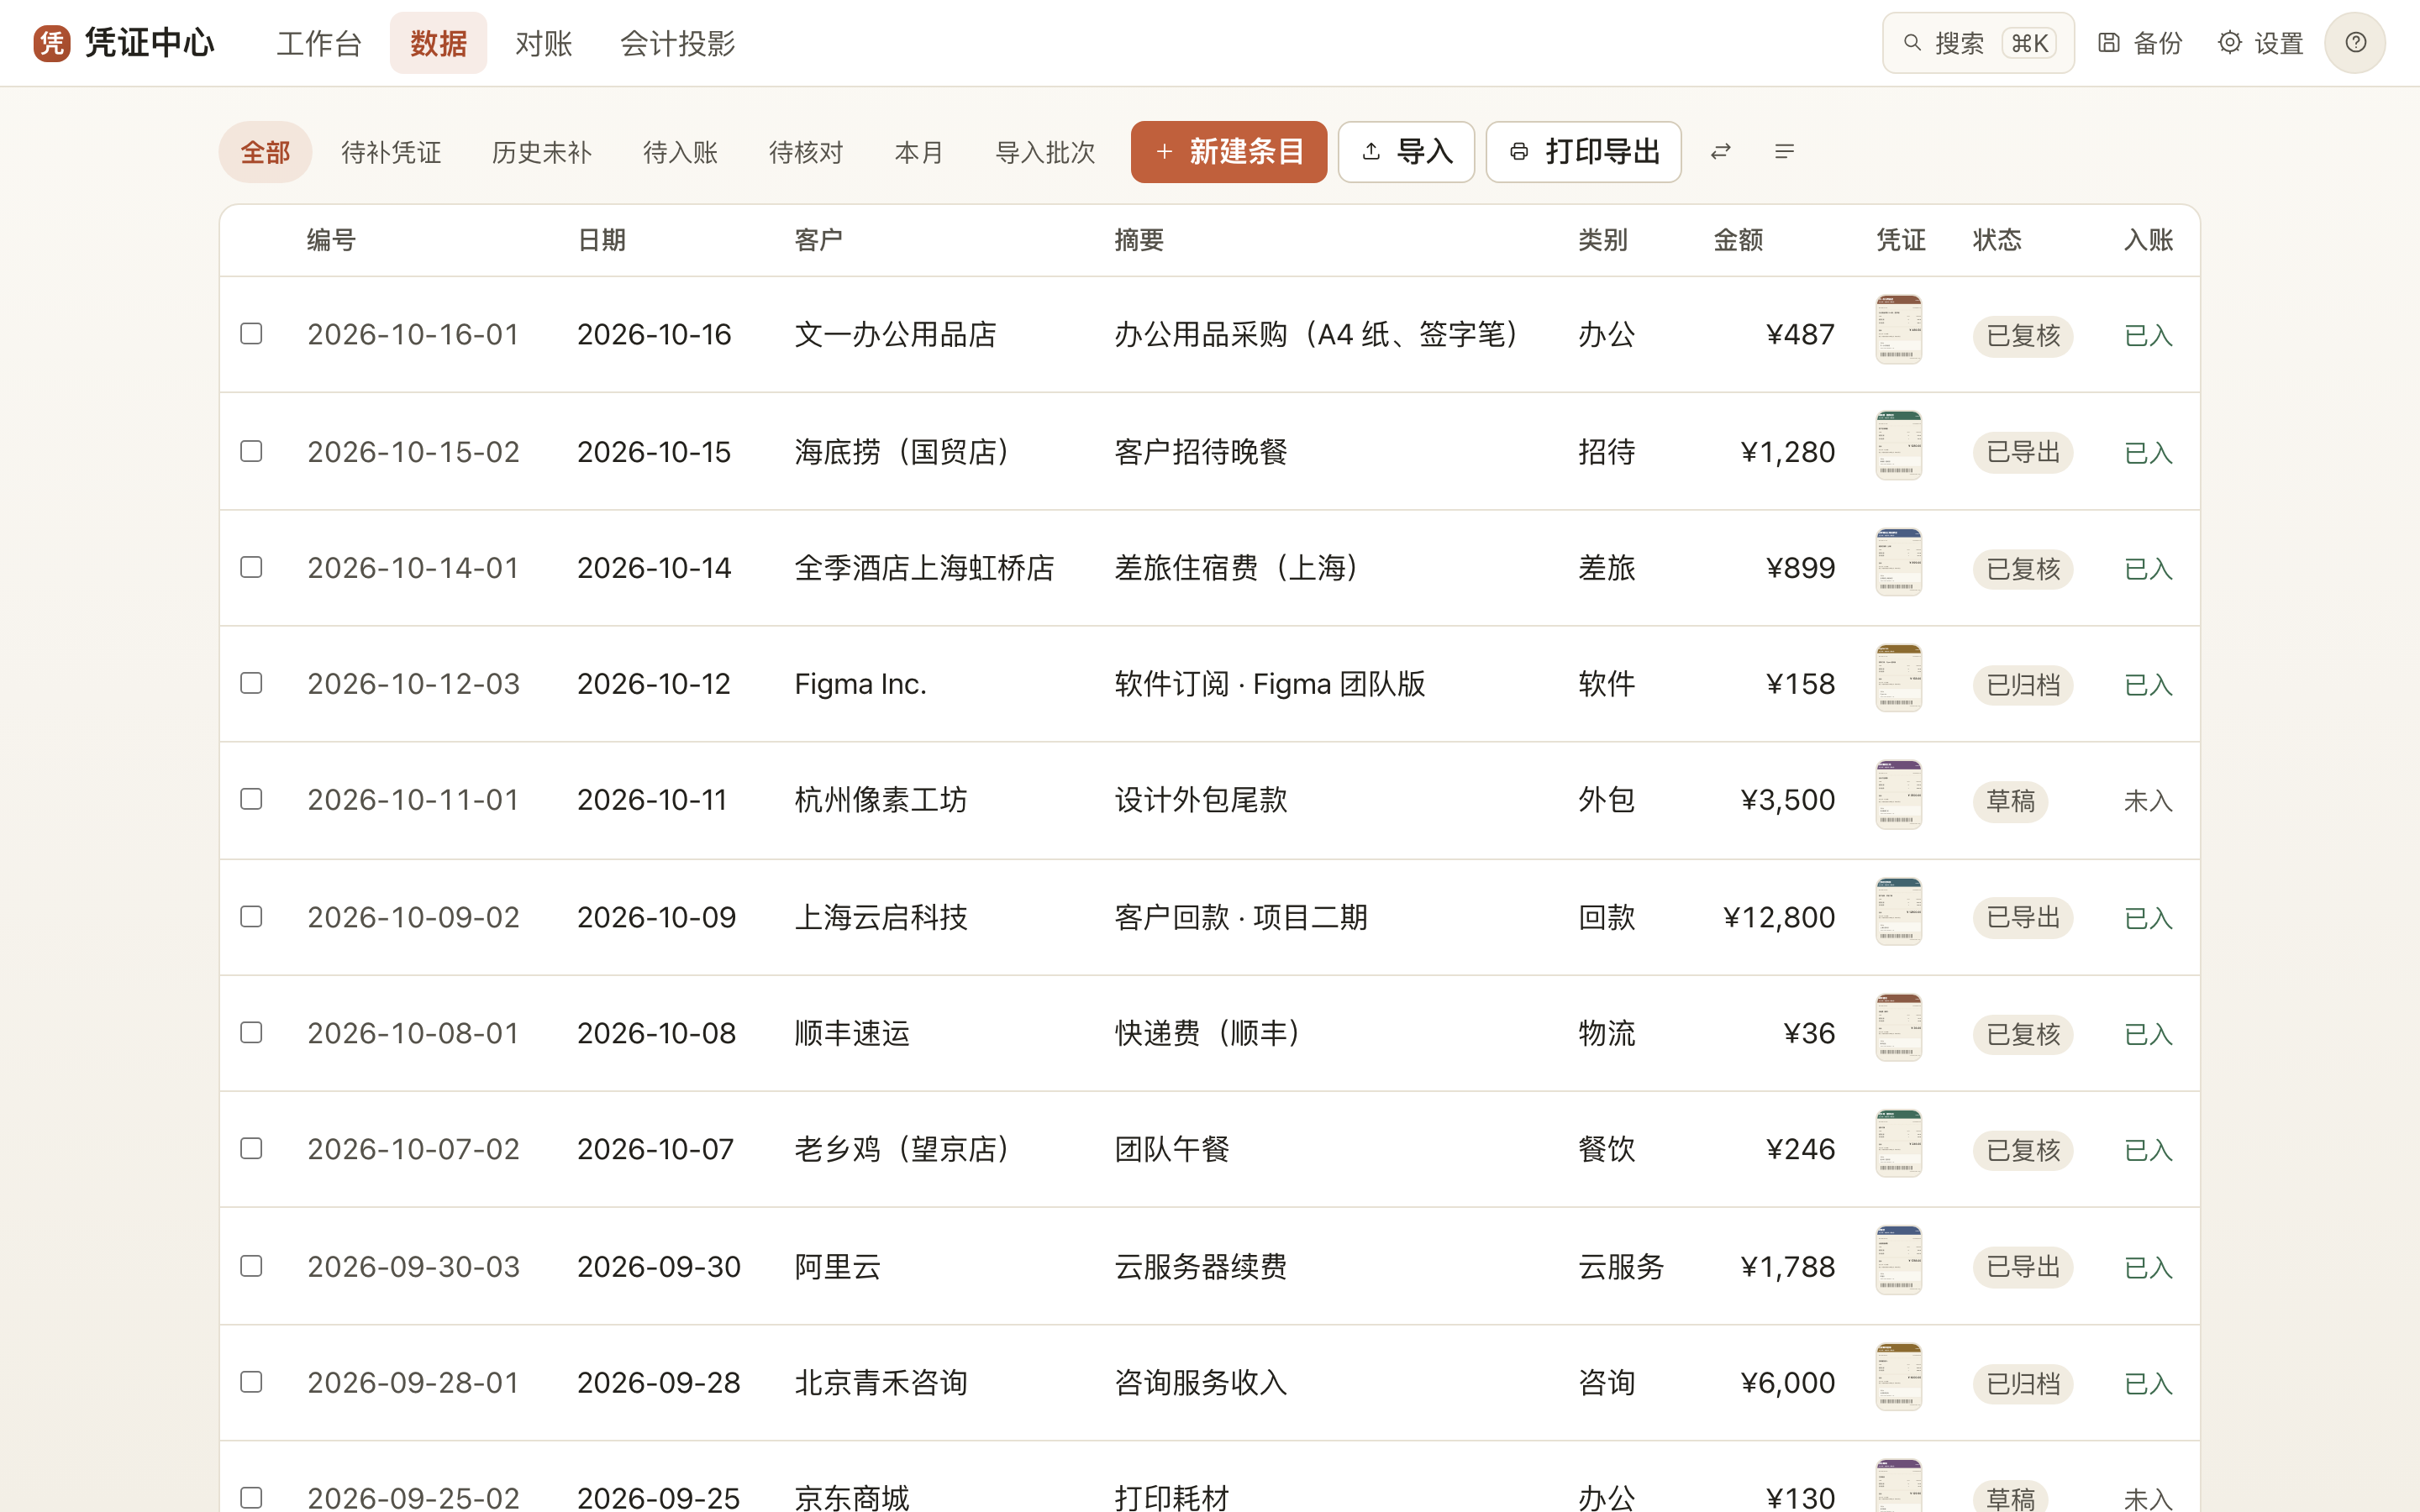 凭 凭证中心 工作台 数据 对账 会计投影 搜索 ⌘K 备份 设置
全部 待补凭证 历史未补 待入账 待核对 本月 导入批次 + 新建条目 导入 打印导出
编号 日期 客户 摘要 类别 金额 凭证 状态 入账
2026-10-16-01 2026-10-16 文一办公用品店 办公用品采购（A4 纸、签字笔） 办公 ¥487 已复核 已入
2026-10-15-02 2026-10-15 海底捞（国贸店） 客户招待晚餐 招待 ¥1,280 已导出 已入
2026-10-14-01 2026-10-14 全季酒店上海虹桥店 差旅住宿费（上海） 差旅 ¥899 已复核 已入
2026-10-12-03 2026-10-12 Figma Inc. 软件订阅 · Figma 团队版 软件 ¥158 已归档 已入
2026-10-11-01 2026-10-11 杭州像素工坊 设计外包尾款 外包 ¥3,500 草稿 未入
2026-10-09-02 2026-10-09 上海云启科技 客户回款 · 项目二期 回款 ¥12,800 已导出 已入
2026-10-08-01 2026-10-08 顺丰速运 快递费（顺丰） 物流 ¥36 已复核 已入
2026-10-07-02 2026-10-07 老乡鸡（望京店） 团队午餐 餐饮 ¥246 已复核 已入
2026-09-30-03 2026-09-30 阿里云 云服务器续费 云服务 ¥1,788 已导出 已入
2026-09-28-01 2026-09-28 北京青禾咨询 咨询服务收入 咨询 ¥6,000 已归档 已入
2026-09-25-02 2026-09-25 京东商城 打印耗材 办公 ¥130 草稿 未入